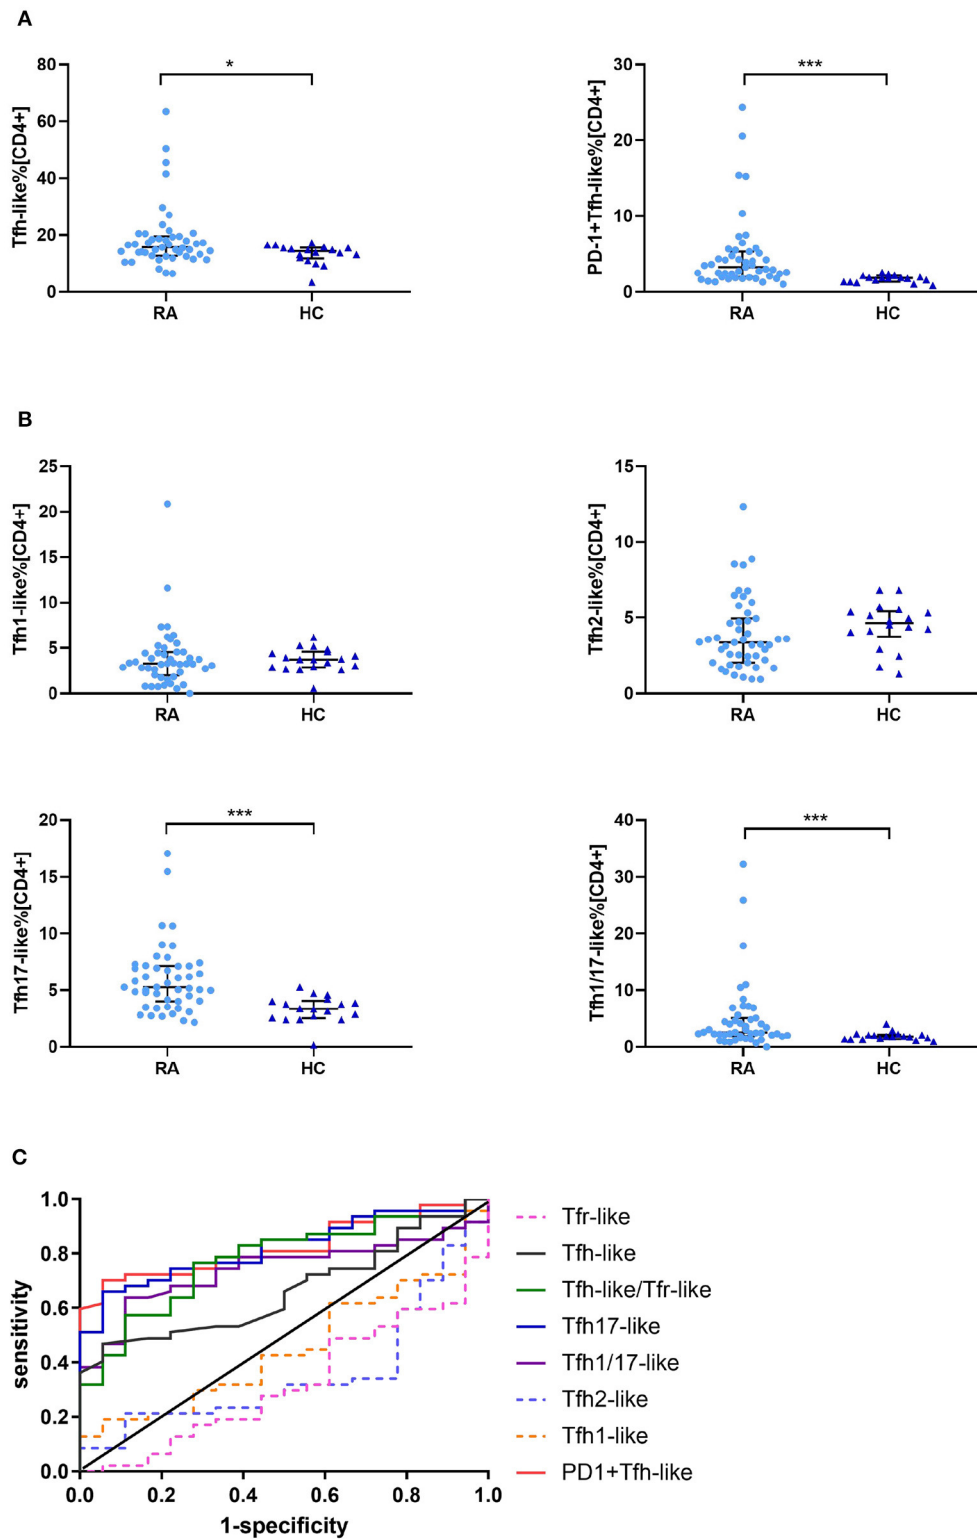 A
Tfh-like%[CD4+]
80
60
40
20
0
*
RA
HC
PD-1+Tfh-like%[CD4+]
30
20
10
0
***
RA
HC
B
Tfh1-like%[CD4+]
25
20
15
10
5
0
RA
HC
Tfh2-like%[CD4+]
15
10
5
0
RA
HC
Tfh17-like%[CD4+]
20
15
10
5
0
***
RA
HC
Tfh1/17-like%[CD4+]
40
30
20
10
0
***
RA
HC
C
sensitivity
1.0
0.8
0.6
0.4
0.2
0.0
0.0 0.2 0.4 0.6 0.8 1.0
1-specificity
Tfr-like
Tfh-like
Tfh-like/Tfr-like
Tfh17-like
Tfh1/17-like
Tfh2-like
Tfh1-like
PD1+Tfh-like